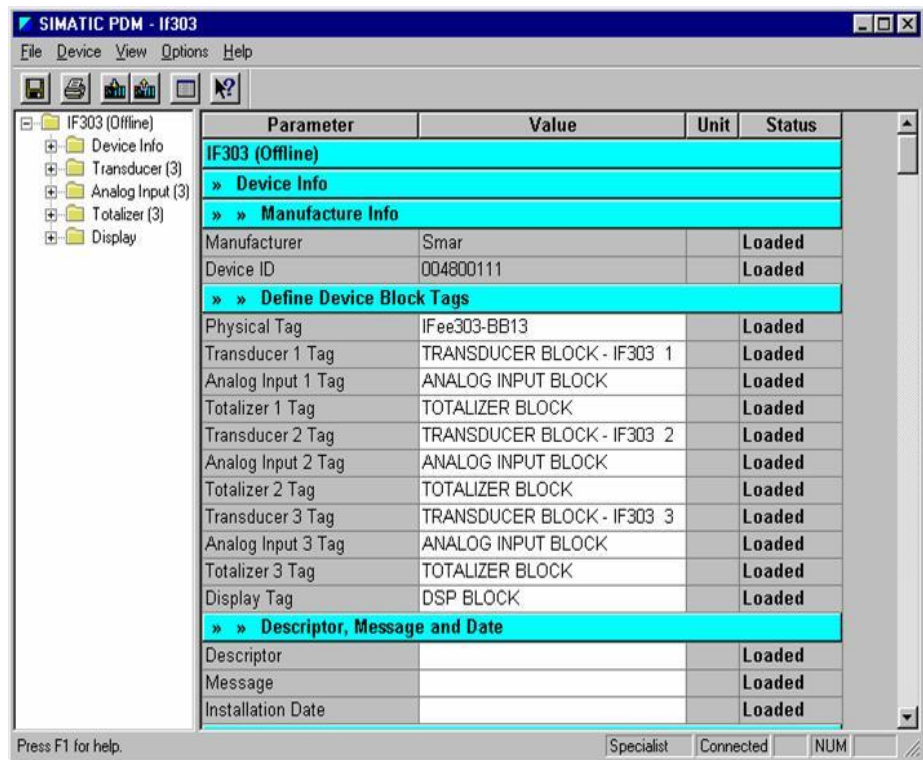 SIMATIC PDM - If303
File Device View Options Help
IF303 (Offline)
Device Info
Transducer (3)
Analog Input (3)
Totalizer (3)
Display
Parameter Value Unit Status
IF303 (Offline)
» Device Info
» » Manufacture Info
Manufacturer Smar Loaded
Device ID 004800111 Loaded
» » Define Device Block Tags
Physical Tag IFee303-BB13 Loaded
Transducer 1 Tag TRANSDUCER BLOCK - IF303 1 Loaded
Analog Input 1 Tag ANALOG INPUT BLOCK Loaded
Totalizer 1 Tag TOTALIZER BLOCK Loaded
Transducer 2 Tag TRANSDUCER BLOCK - IF303 2 Loaded
Analog Input 2 Tag ANALOG INPUT BLOCK Loaded
Totalizer 2 Tag TOTALIZER BLOCK Loaded
Transducer 3 Tag TRANSDUCER BLOCK - IF303 3 Loaded
Analog Input 3 Tag ANALOG INPUT BLOCK Loaded
Totalizer 3 Tag TOTALIZER BLOCK Loaded
Display Tag DSP BLOCK Loaded
» » Descriptor, Message and Date
Descriptor Loaded
Message Loaded
Installation Date Loaded
Press F1 for help. Specialist Connected NUM